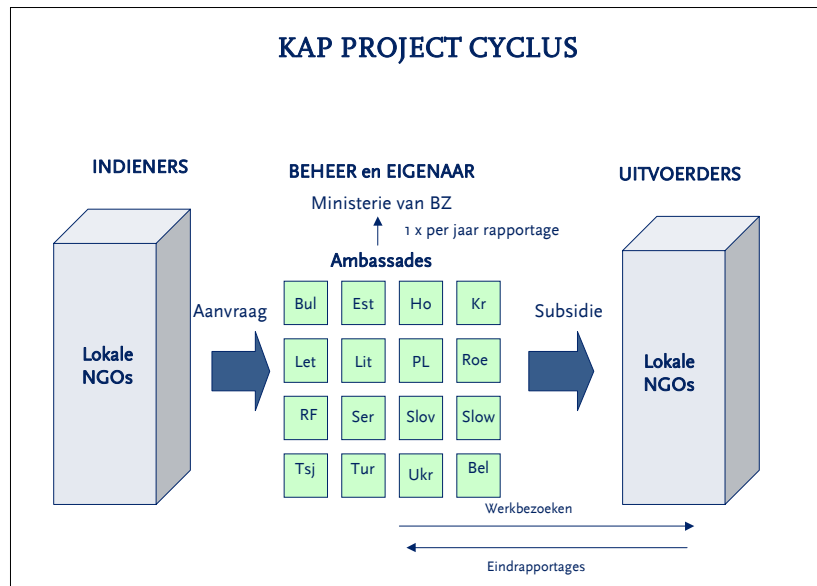 KAP PROJECT CYCLUS
INDIENERS
BEHEER en EIGENAAR
UITVOERDERS
Ministerie van BZ
1 x per jaar rapportage
Ambassades
Aanvraag
Subsidie
Lokale
NGOs
Bul Est Ho Kr
Let Lit PL Roe
RF Ser Slov Slow
Tsj Tur Ukr Bel
Lokale
NGOs
Werkbezoeken
Eindrapportages